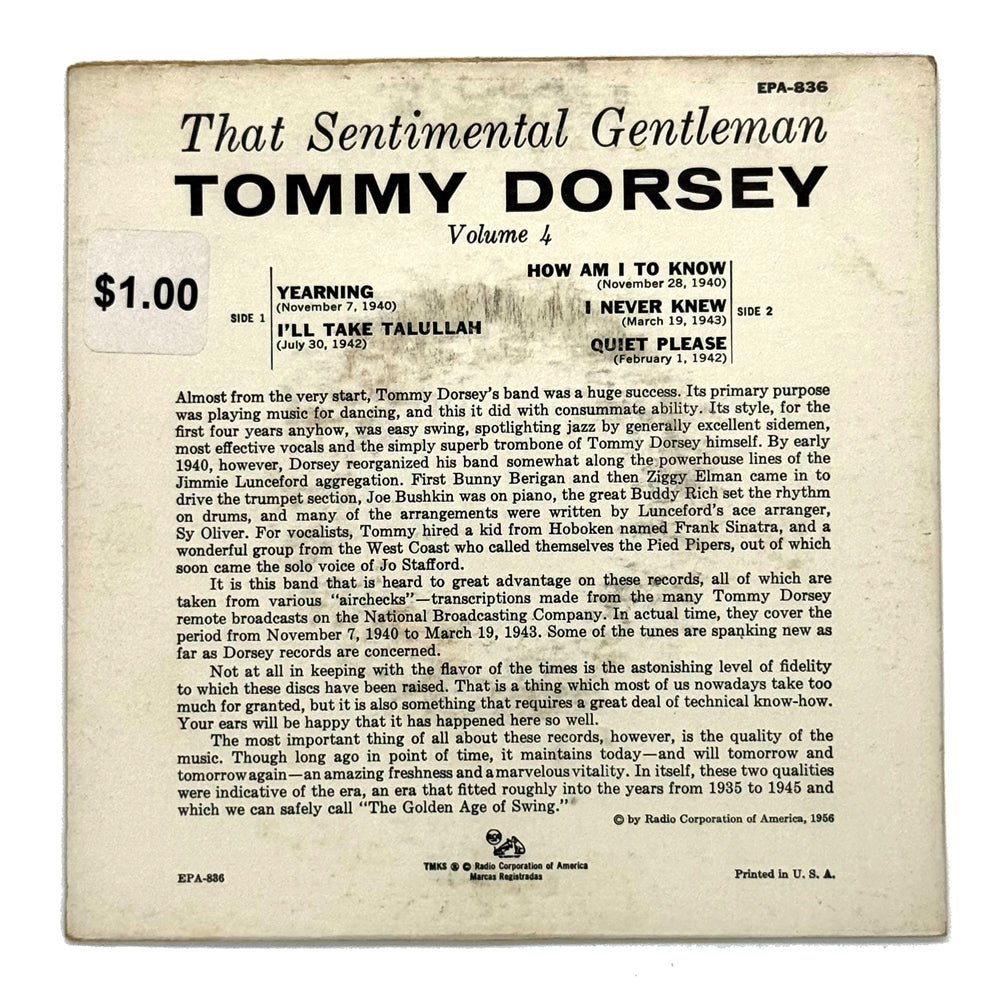 EPA-836
That Sentimental Gentleman
TOMMY DORSEY
Volume 4
$1.00
SIDE 1
YEARNING
(November 7, 1940)
I'LL TAKE TALULLAH
(July 30, 1942)
HOW AM I TO KNOW
(November 28, 1940)
I NEVER KNEW
(March 19, 1943)
QUIET PLEASE
(February 1, 1942)
SIDE 2
Almost from the very start, Tommy Dorsey's band was a huge success. Its primary purpose
was playing music for dancing, and this it did with consummate ability. Its style, for the
first four years anyhow, was easy swing, spotlighting jazz by generally excellent sidemen,
most effective vocals and the simply superb trombone of Tommy Dorsey himself. By early
1940, however, Dorsey reorganized his band somewhat along the powerhouse lines of the
Jimmie Lunceford aggregation. First Bunny Berigan and then Ziggy Elman came in to
drive the trumpet section, Joe Bushkin was on piano, the great Buddy Rich set the rhythm
on drums, and many of the arrangements were written by Lunceford's ace arranger,
Sy Oliver. For vocalists, Tommy hired a kid from Hoboken named Frank Sinatra, and a
wonderful group from the West Coast who called themselves the Pied Pipers, out of which
soon came the solo voice of Jo Stafford.
It is this band that is heard to great advantage on these records, all of which are
taken from various "airchecks"—transcriptions made from the many Tommy Dorsey
remote broadcasts on the National Broadcasting Company. In actual time, they cover the
period from November 7, 1940 to March 19, 1943. Some of the tunes are spanking new as
far as Dorsey records are concerned.
Not at all in keeping with the flavor of the times is the astonishing level of fidelity
to which these discs have been raised. That is a thing which most of us nowadays take too
much for granted, but it is also something that requires a great deal of technical know-how.
Your ears will be happy that it has happened here so well.
The most important thing of all about these records, however, is the quality of the
music. Though long ago in point of time, it maintains today—and will tomorrow and
tomorrow again—an amazing freshness and a marvelous vitality. In itself, these two qualities
were indicative of the era, an era that fitted roughly into the years from 1935 to 1945 and
which we can safely call "The Golden Age of Swing."
© by Radio Corporation of America, 1956
RCA
TMKS ® © Radio Corporation of America
Marcas Registradas
EPA-836
Printed in U. S. A.